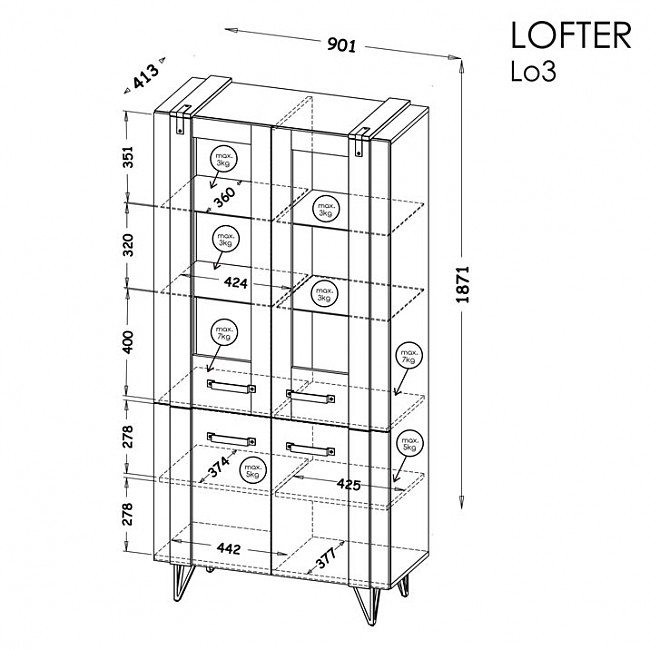 LOFTER
Lo3
901
413
351
max.
3kg
360
max.
3kg
320
max.
3kg
424
max.
3kg
1871
400
max.
7kg
max.
7kg
278
374
max.
5kg
max.
5kg
425
278
442
377